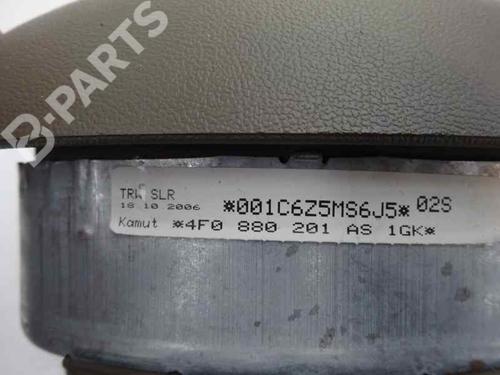 B-PARTS
TRW SLR
18 10 2006 *001C6Z5MS6J5* 02S
Kamut *4F0 880 201 AS 1GK*